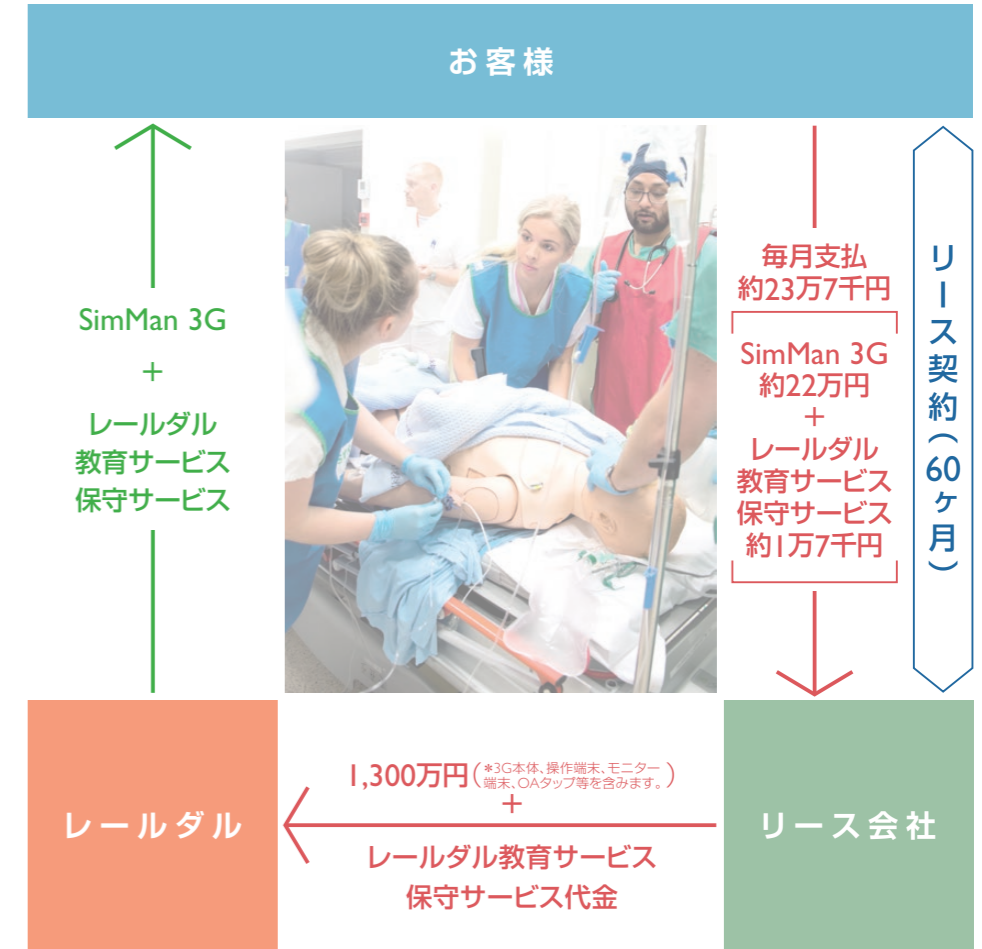 お客様
SimMan 3G
+
レールダル
教育サービス
保守サービス
毎月支払
約23万7千円
SimMan 3G
約22万円
+
レールダル
教育サービス
保守サービス
約1万7千円
リース契約(60ヶ月)
レールダル
1,300万円(*3G本体、操作端末、モニター
端末、OAタップ等を含みます。)
+
レールダル教育サービス
保守サービス代金
リース会社